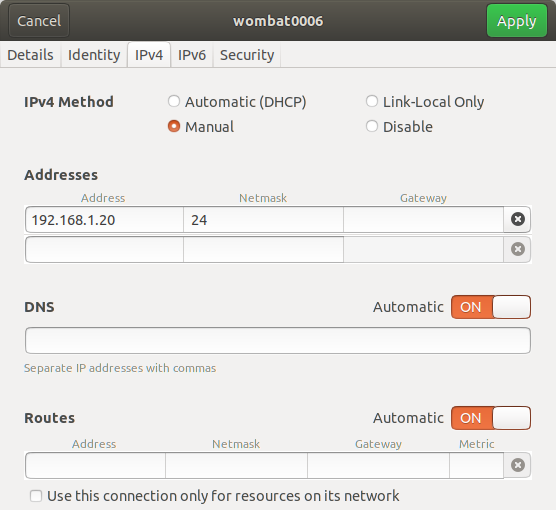 Cancel wombat0006 Apply
Details Identity IPv4 IPv6 Security
IPv4 Method Automatic (DHCP) Link-Local Only
Manual Disable
Addresses
Address Netmask Gateway
192.168.1.20 24
DNS Automatic ON
Separate IP addresses with commas
Routes Automatic ON
Address Netmask Gateway Metric
Use this connection only for resources on its network